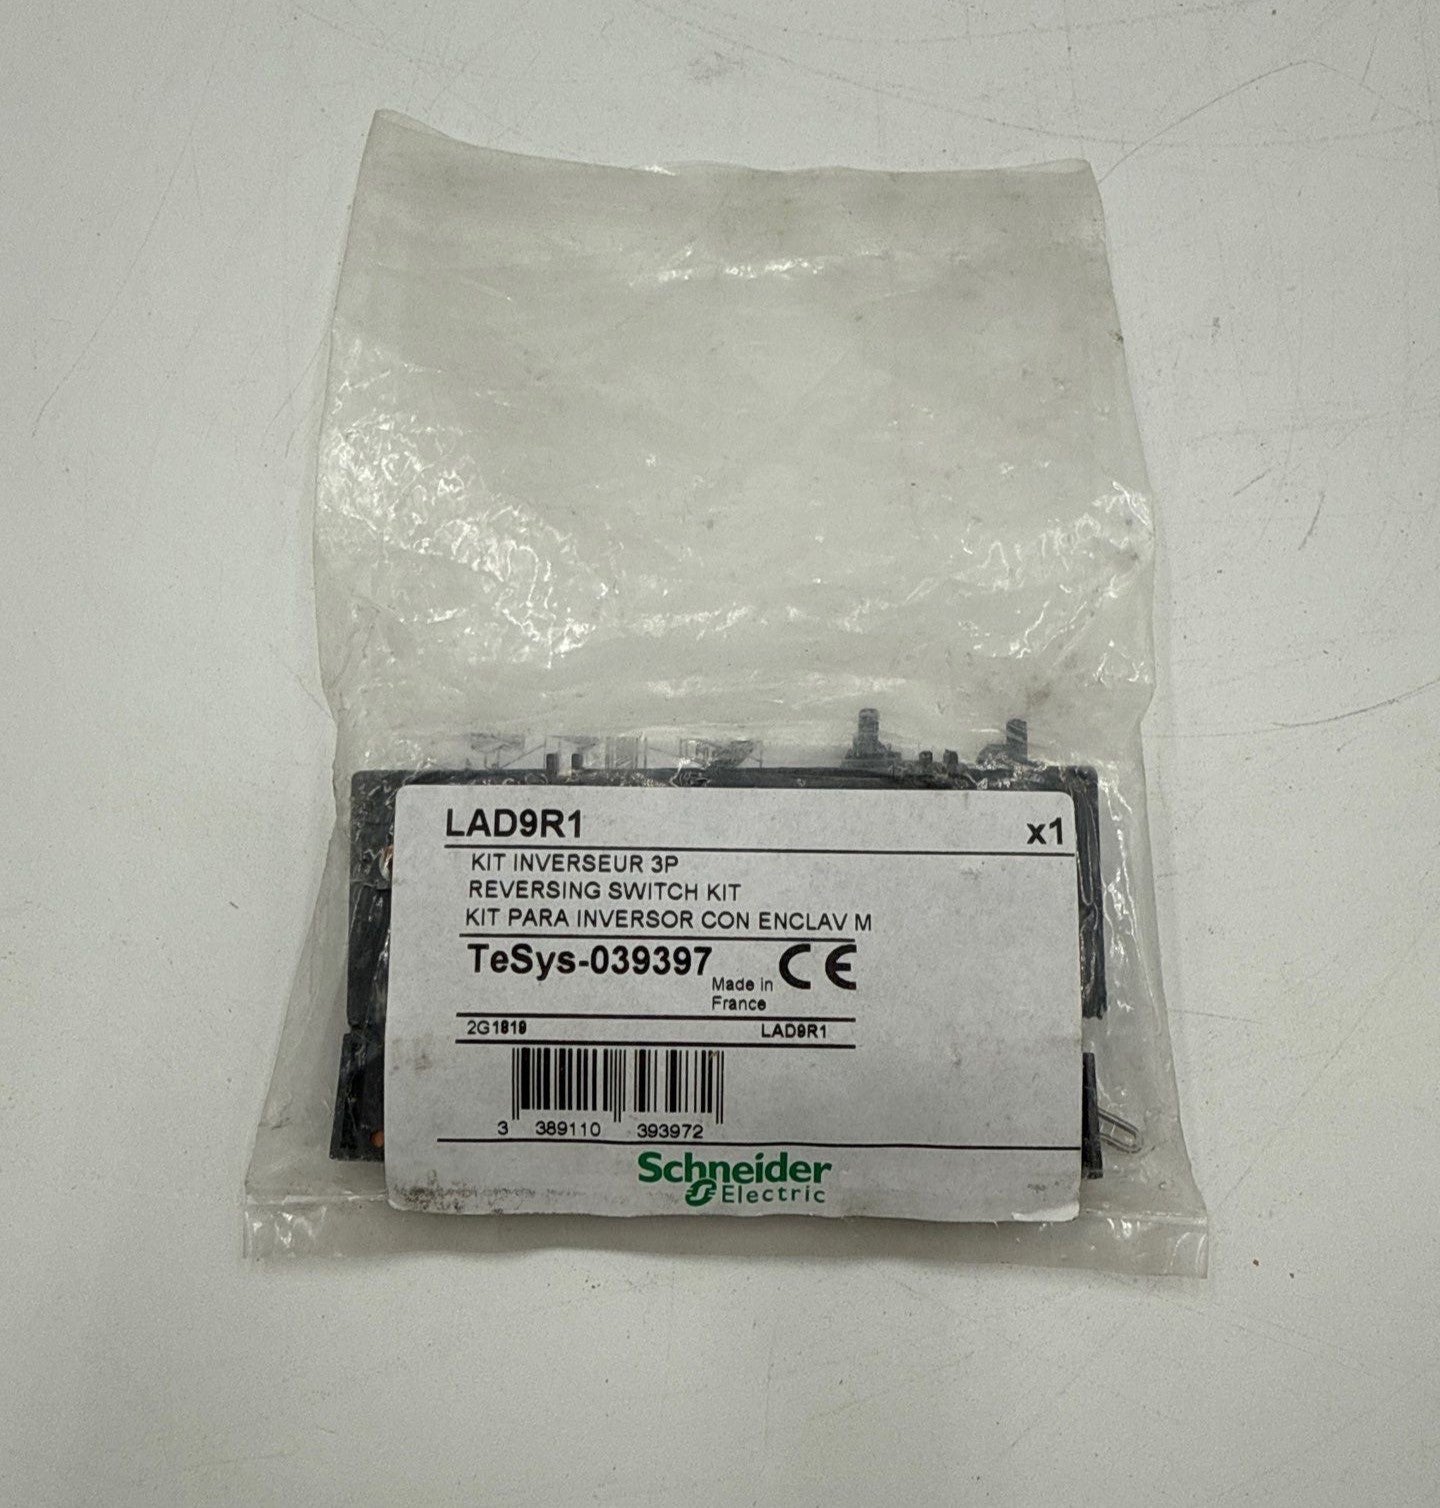 LAD9R1 x1
KIT INVERSEUR 3P
REVERSING SWITCH KIT
KIT PARA INVERSOR CON ENCLAV M
TeSys-039397 CE
Made in
France
2G1819 LAD9R1
3 389110 393972
Schneider
Electric